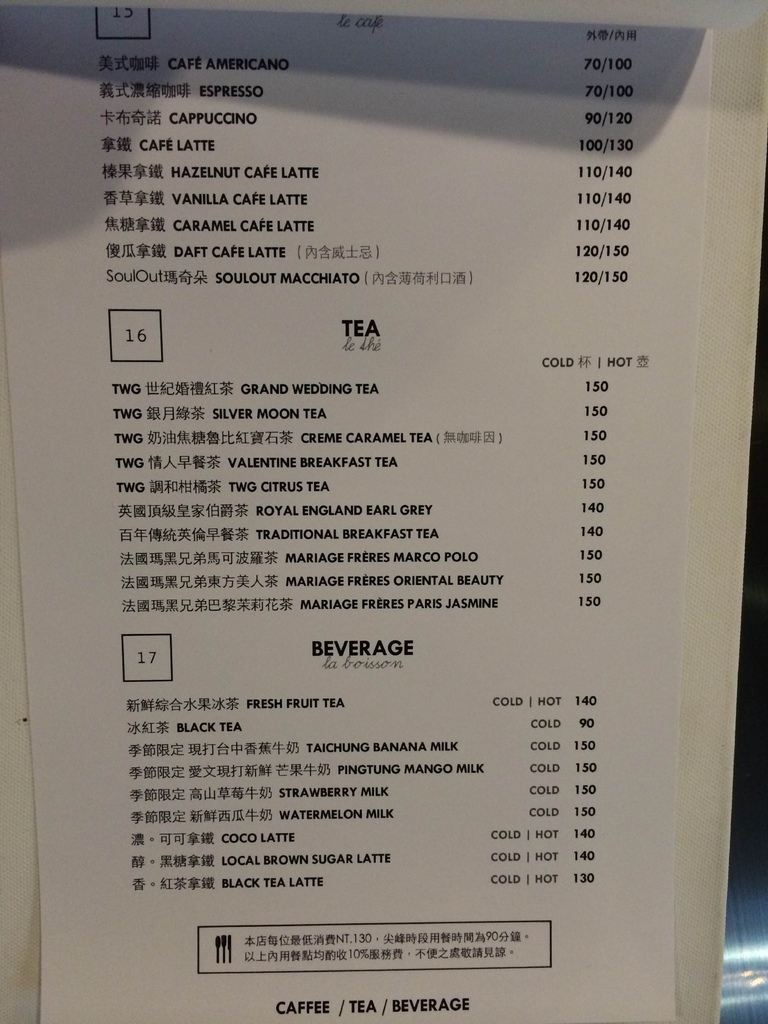 15
le café
外帶/內用
美式咖啡 CAFÉ AMERICANO 70/100
義式濃縮咖啡 ESPRESSO 70/100
卡布奇諾 CAPPUCCINO 90/120
拿鐵 CAFÉ LATTE 100/130
榛果拿鐵 HAZELNUT CAFÉ LATTE 110/140
香草拿鐵 VANILLA CAFÉ LATTE 110/140
焦糖拿鐵 CARAMEL CAFÉ LATTE 110/140
傻瓜拿鐵 DAFT CAFÉ LATTE (內含威士忌) 120/150
SoulOut瑪奇朵 SOULOUT MACCHIATO (內含薄荷利口酒) 120/150
16 TEA
le thé
COLD 杯 | HOT 壺
TWG 世紀婚禮紅茶 GRAND WEDDING TEA 150
TWG 銀月綠茶 SILVER MOON TEA 150
TWG 奶油焦糖魯比紅寶石茶 CREME CARAMEL TEA (無咖啡因) 150
TWG 情人早餐茶 VALENTINE BREAKFAST TEA 150
TWG 調和柑橘茶 TWG CITRUS TEA 150
英國頂級皇家伯爵茶 ROYAL ENGLAND EARL GREY 140
百年傳統英倫早餐茶 TRADITIONAL BREAKFAST TEA 140
法國瑪黑兄弟馬可波羅茶 MARIAGE FRÈRES MARCO POLO 150
法國瑪黑兄弟東方美人茶 MARIAGE FRÈRES ORIENTAL BEAUTY 150
法國瑪黑兄弟巴黎茉莉花茶 MARIAGE FRÈRES PARIS JASMINE 150
17 BEVERAGE
la boisson
新鮮綜合水果冰茶 FRESH FRUIT TEA COLD | HOT 140
冰紅茶 BLACK TEA COLD 90
季節限定 現打台中香蕉牛奶 TAICHUNG BANANA MILK COLD 150
季節限定 愛文現打新鮮 芒果牛奶 PINGTUNG MANGO MILK COLD 150
季節限定 高山草莓牛奶 STRAWBERRY MILK COLD 150
季節限定 新鮮西瓜牛奶 WATERMELON MILK COLD 150
濃。可可拿鐵 COCO LATTE COLD | HOT 140
醇。黑糖拿鐵 LOCAL BROWN SUGAR LATTE COLD | HOT 140
香。紅茶拿鐵 BLACK TEA LATTE COLD | HOT 130
本店每位最低消費NT.130，尖峰時段用餐時間為90分鐘。
以上內用餐點均酌收10%服務費，不便之處敬請見諒。
CAFFEE / TEA / BEVERAGE